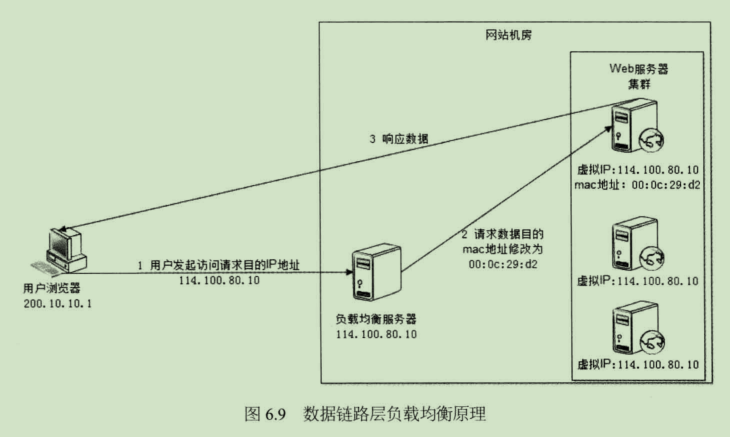 网站机房
Web服务器
集群
3 响应数据
虚拟IP:114.100.80.10
mac地址: 00:0c:29:d2
2 请求数据目的
mac地址修改为
00:0c:29:d2
1 用户发起访问请求目的IP地址
114.100.80.10
用户浏览器
200.10.10.1
负载均衡服务器
114.100.80.10
虚拟IP:114.100.80.10
虚拟IP:114.100.80.10
图 6.9 数据链路层负载均衡原理